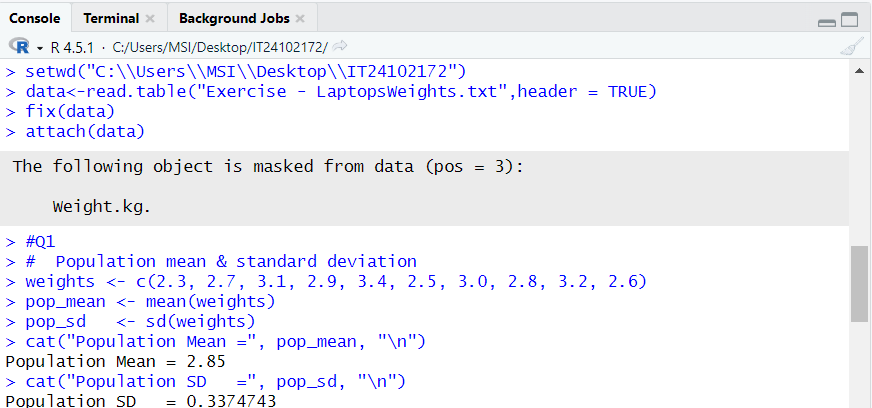 Console Terminal × Background Jobs ×
R R 4.5.1 · C:/Users/MSI/Desktop/IT24102172/
> setwd("C:\\Users\\MSI\\Desktop\\IT24102172")
> data<-read.table("Exercise - LaptopsWeights.txt",header = TRUE)
> fix(data)
> attach(data)
The following object is masked from data (pos = 3):
Weight.kg.
> #Q1
> #  Population mean & standard deviation
> weights <- c(2.3, 2.7, 3.1, 2.9, 3.4, 2.5, 3.0, 2.8, 3.2, 2.6)
> pop_mean <- mean(weights)
> pop_sd   <- sd(weights)
> cat("Population Mean =", pop_mean, "\n")
Population Mean = 2.85
> cat("Population SD   =", pop_sd, "\n")
Population SD   = 0.3374743